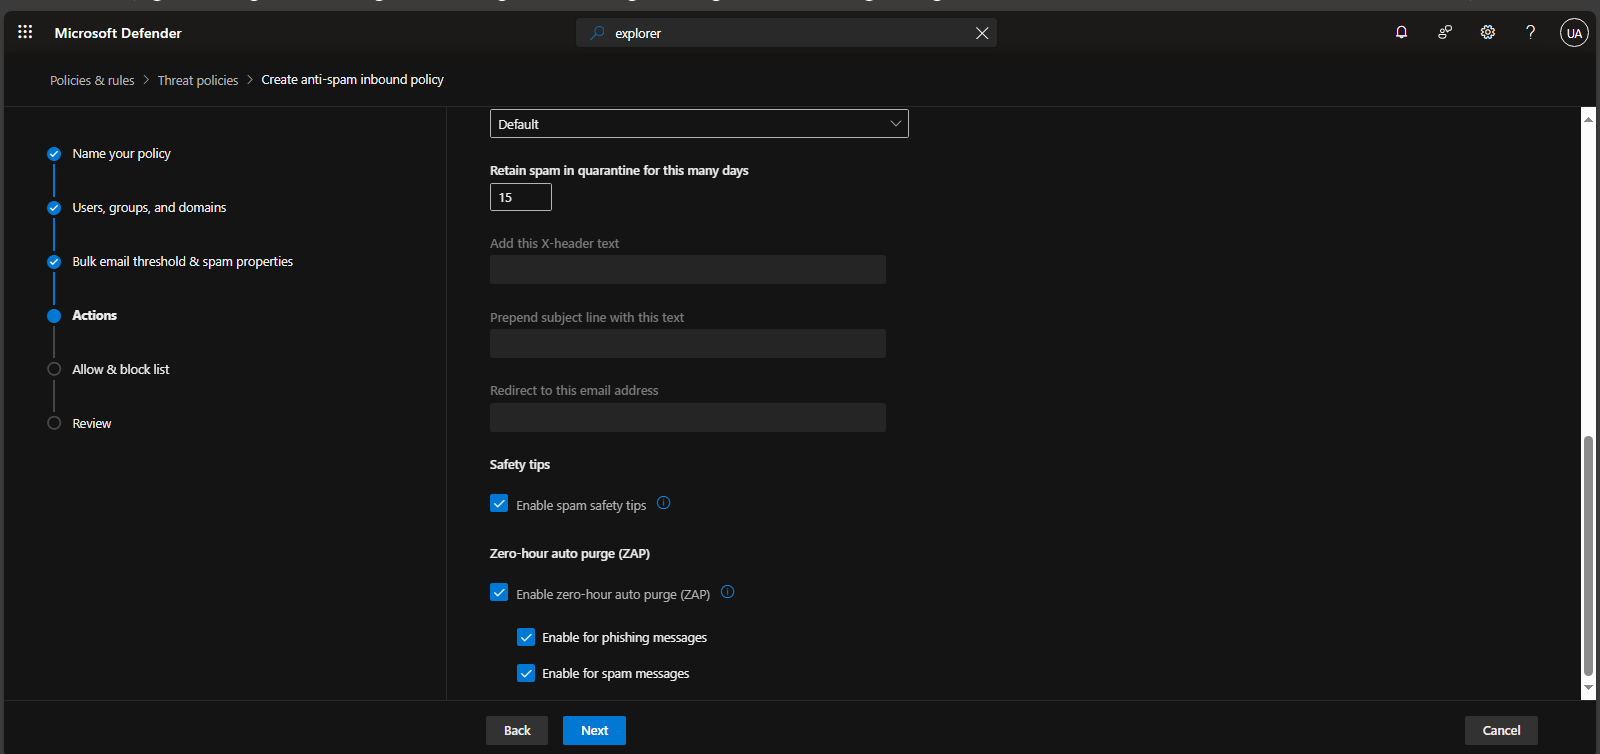 Microsoft Defender
explorer
UA
Policies & rules > Threat policies > Create anti-spam inbound policy
Default
Name your policy
Users, groups, and domains
Bulk email threshold & spam properties
Actions
Allow & block list
Review
Retain spam in quarantine for this many days
15
Add this X-header text
Prepend subject line with this text
Redirect to this email address
Safety tips
Enable spam safety tips
Zero-hour auto purge (ZAP)
Enable zero-hour auto purge (ZAP)
Enable for phishing messages
Enable for spam messages
Back
Next
Cancel